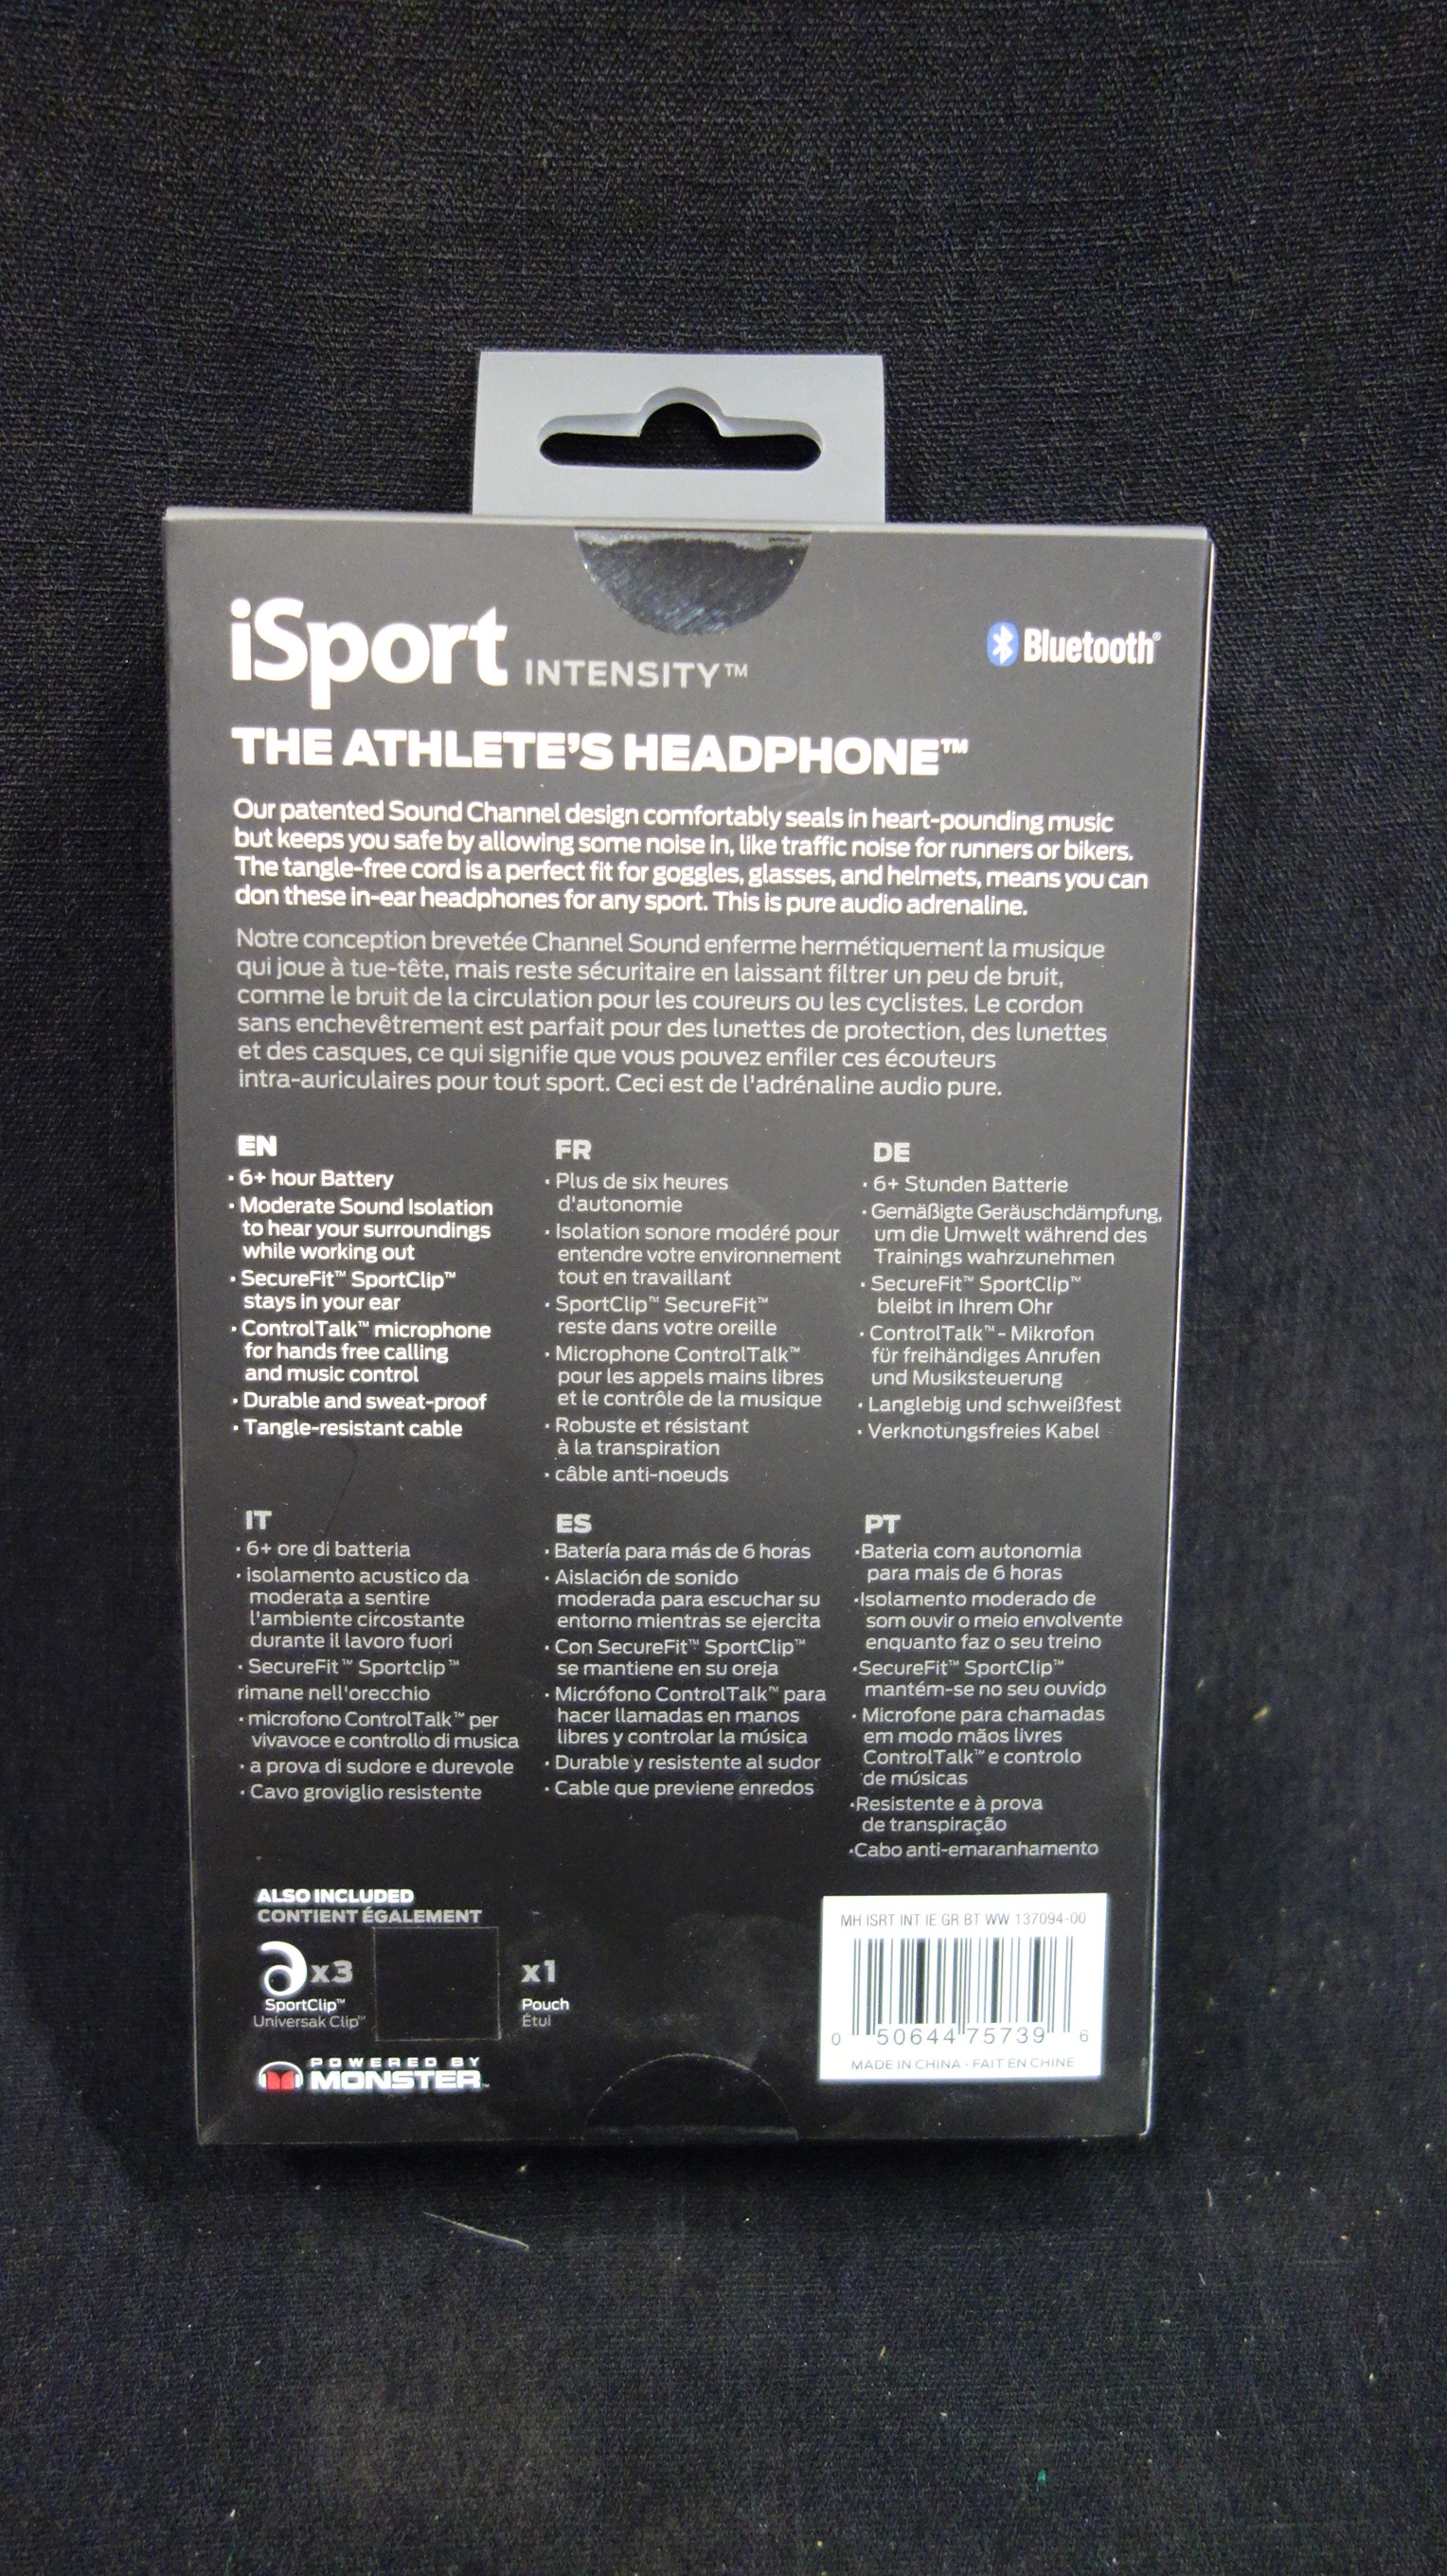 iSport INTENSITY™
Bluetooth®
THE ATHLETE'S HEADPHONE™
Our patented Sound Channel design comfortably seals in heart-pounding music
but keeps you safe by allowing some noise in, like traffic noise for runners or bikers.
The tangle-free cord is a perfect fit for goggles, glasses, and helmets, means you can
don these in-ear headphones for any sport. This is pure audio adrenaline.
Notre conception brevetée Channel Sound enferme hermétiquement la musique
qui joue à tue-tête, mais reste sécuritaire en laissant filtrer un peu de bruit,
comme le bruit de la circulation pour les coureurs ou les cyclistes. Le cordon
sans enchevêtrement est parfait pour des lunettes de protection, des lunettes
et des casques, ce qui signifie que vous pouvez enfiler ces écouteurs
intra-auriculaires pour tout sport. Ceci est de l'adrénaline audio pure.
EN
• 6+ hour Battery
• Moderate Sound Isolation
to hear your surroundings
while working out
• SecureFit™ SportClip™
stays in your ear
• ControlTalk™ microphone
for hands free calling
and music control
• Durable and sweat-proof
• Tangle-resistant cable
FR
• Plus de six heures
d'autonomie
• Isolation sonore modéré pour
entendre votre environnement
tout en travaillant
• SportClip™ SecureFit™
reste dans votre oreille
• Microphone ControlTalk™
pour les appels mains libres
et le contrôle de la musique
• Robuste et résistant
à la transpiration
• câble anti-noeuds
DE
• 6+ Stunden Batterie
• Gemäßigte Geräuschdämpfung,
um die Umwelt während des
Trainings wahrzunehmen
• SecureFit™ SportClip™
bleibt in Ihrem Ohr
• ControlTalk™ - Mikrofon
für freihändiges Anrufen
und Musiksteuerung
• Langlebig und schweißfest
• Verknotungsfreies Kabel
IT
• 6+ ore di batteria
• isolamento acustico da
moderata a sentire
l'ambiente circostante
durante il lavoro fuori
• SecureFit™ Sportclip™
rimane nell'orecchio
• microfono ControlTalk™ per
vivavoce e controllo di musica
• a prova di sudore e durevole
• Cavo groviglio resistente
ES
• Batería para más de 6 horas
• Aislación de sonido
moderada para escuchar su
entorno mientras se ejercita
• Con SecureFit™ SportClip™
se mantiene en su oreja
• Micrófono ControlTalk™ para
hacer llamadas en manos
libres y controlar la música
• Durable y resistente al sudor
• Cable que previene enredos
PT
•Bateria com autonomia
para mais de 6 horas
•Isolamento moderado de
som ouvir o meio envolvente
enquanto faz o seu treino
•SecureFit™ SportClip™
mantém-se no seu ouvido
• Microfone para chamadas
em modo mãos livres
ControlTalk™ e controlo
de músicas
•Resistente e à prova
de transpiração
•Cabo anti-emaranhamento
ALSO INCLUDED
CONTIENT ÉGALEMENT
x3
SportClip™
Universak Clip™
x1
Pouch
Étui
POWERED BY
MONSTER™
MH ISRT INT IE GR BT WW 137094-00
0 50644 75739 6
MADE IN CHINA - FAIT EN CHINE